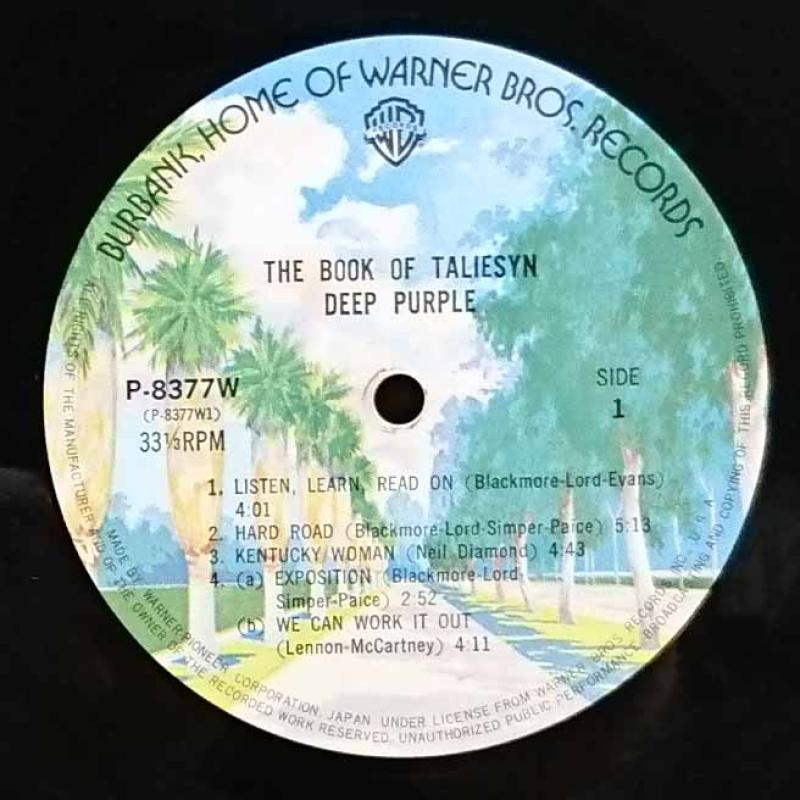 BURBANK, HOME OF WARNER BROS. RECORDS
WB
RECORDS
THE BOOK OF TALIESYN
DEEP PURPLE
P-8377W
(P-8377W1)
33⅓RPM
SIDE
1
1. LISTEN, LEARN, READ ON (Blackmore-Lord-Evans)
4:01
2. HARD ROAD (Blackmore-Lord-Simper-Paice) 5:13
3. KENTUCKY WOMAN (Neil Diamond) 4:43
4. (a) EXPOSITION (Blackmore-Lord-
Simper-Paice) 2:52
(b) WE CAN WORK IT OUT
(Lennon-McCartney) 4:11
MADE BY WARNER-PIONEER CORPORATION, JAPAN UNDER LICENSE FROM WARNER BROS RECORDS INC., U.S.A.
ALL RIGHTS OF THE MANUFACTURER AND OF THE OWNER OF THE RECORDED WORK RESERVED. UNAUTHORIZED PUBLIC PERFORMANCE, BROADCASTING AND COPYING OF THIS RECORD PROHIBITED